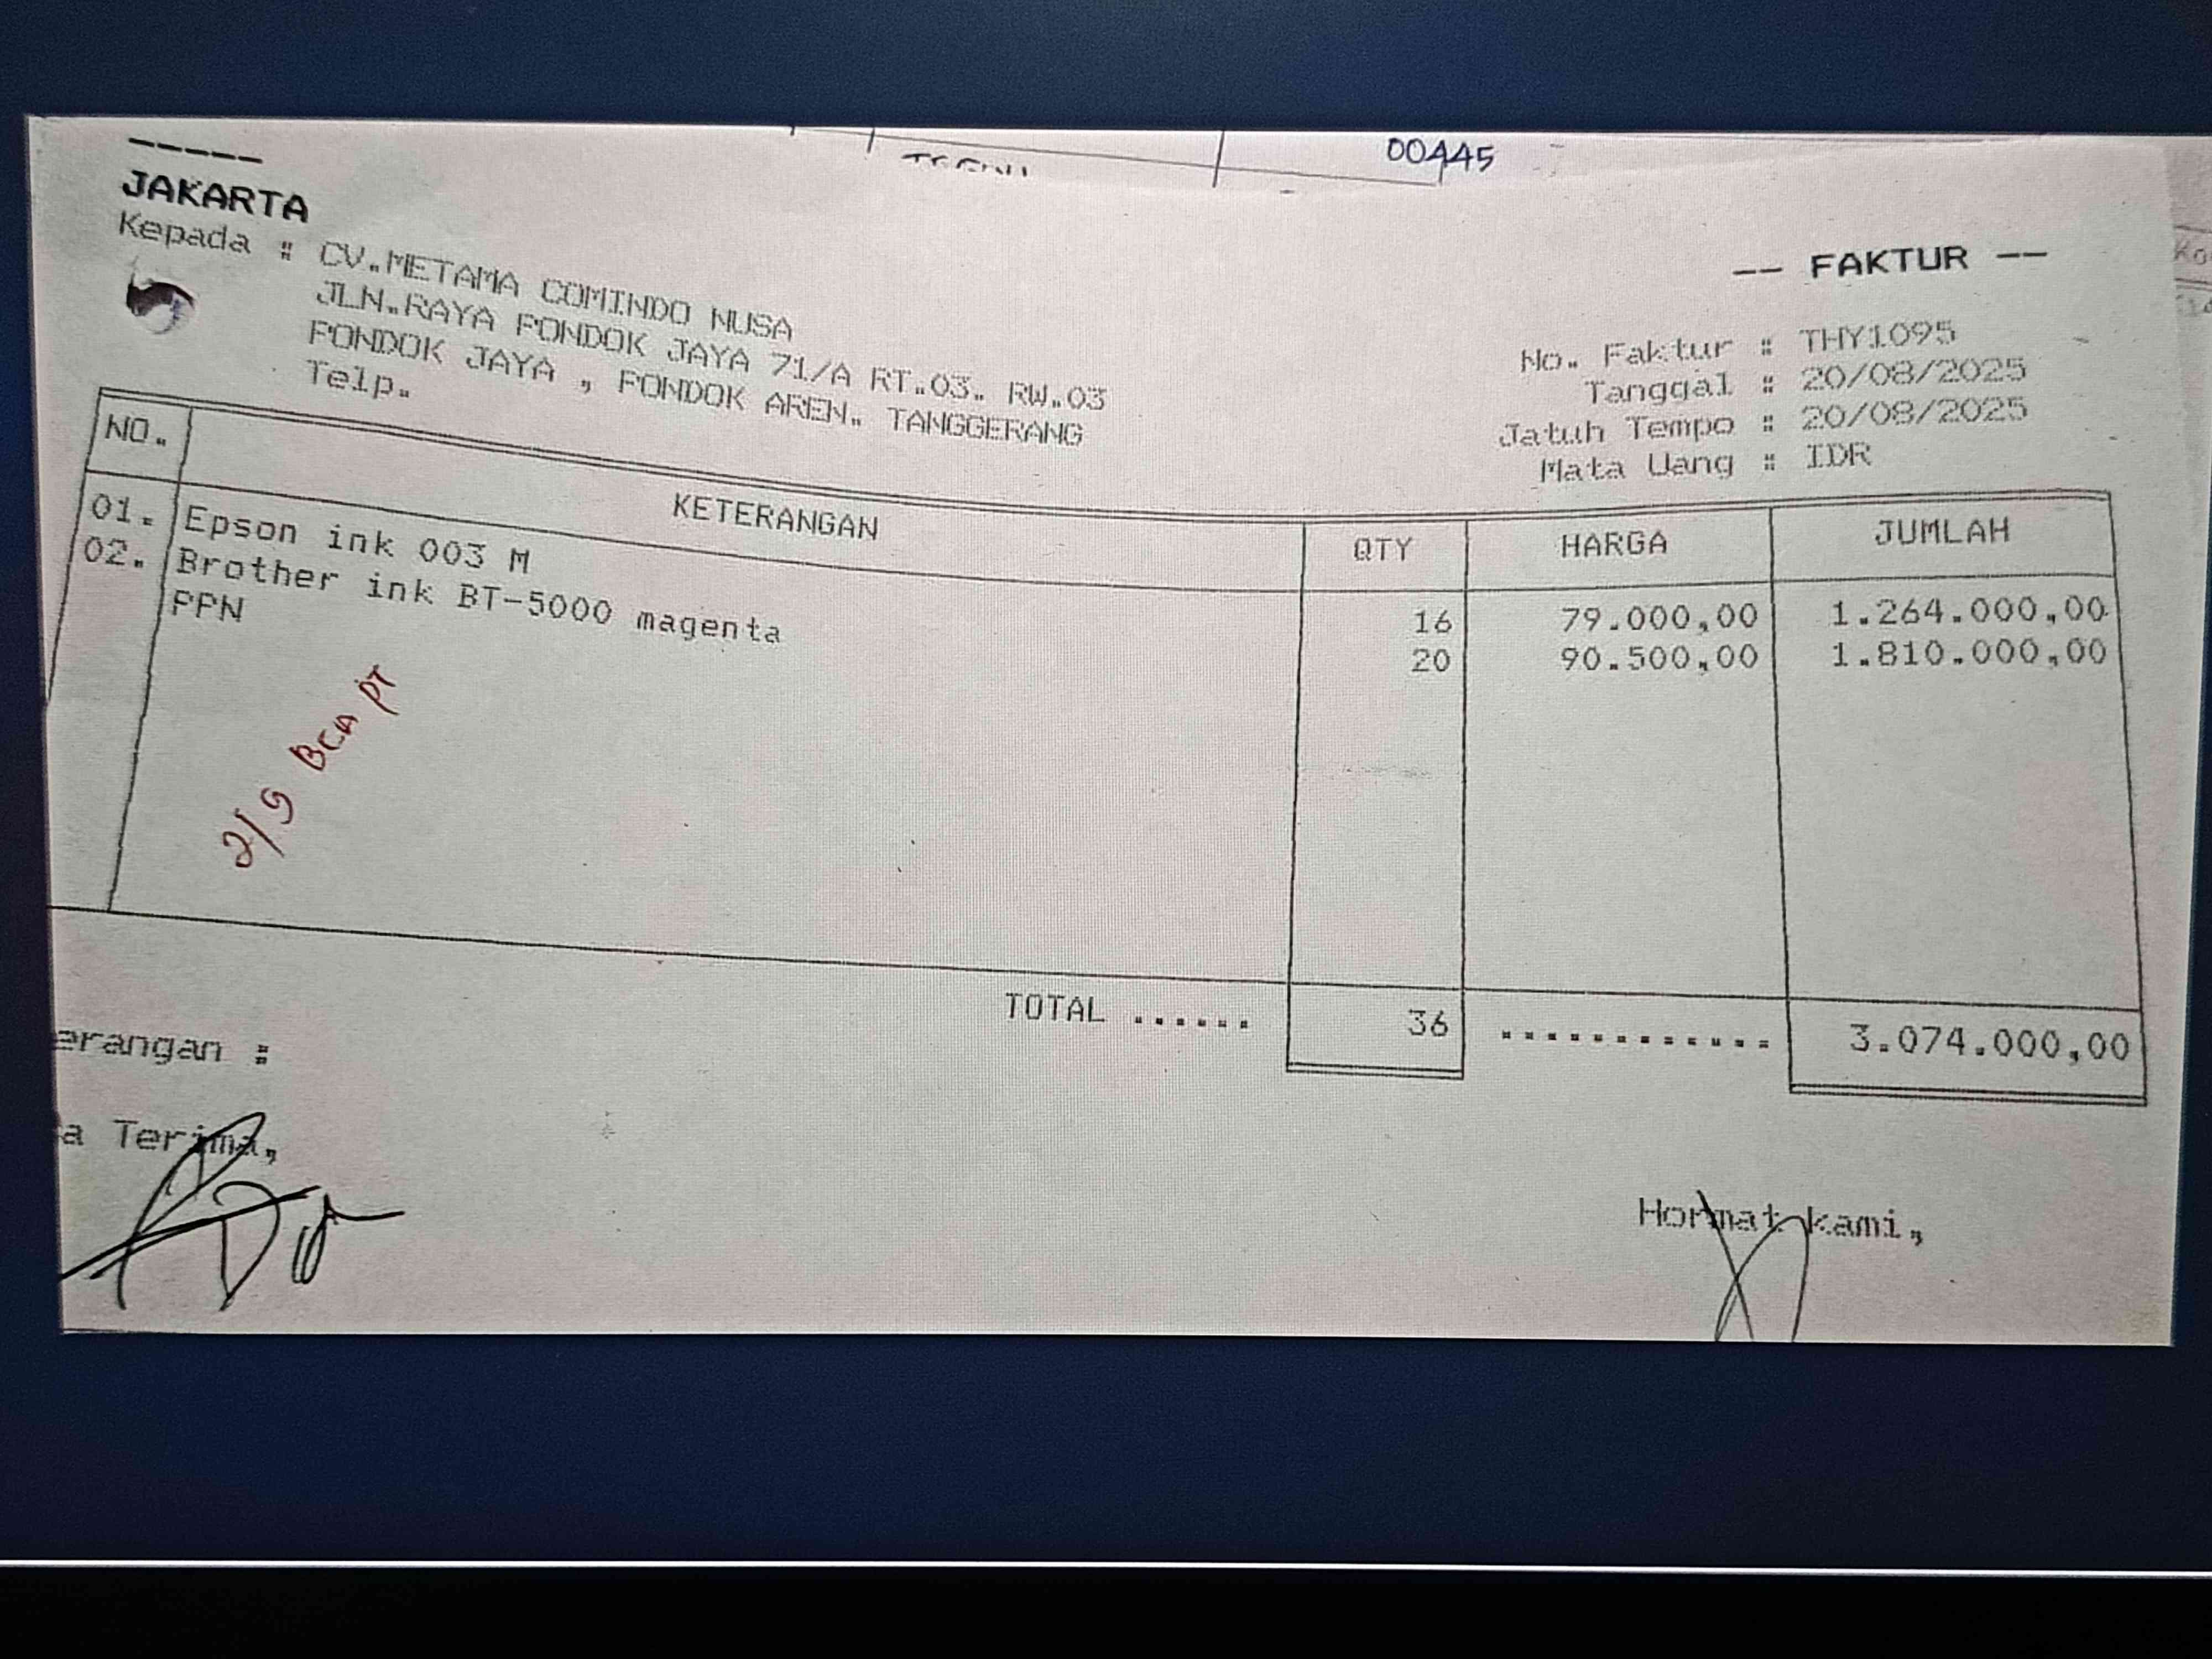 00445
-----
JAKARTA
Kepada : CV.METAMA COMINDO NUSA
JLN.RAYA PONDOK JAYA 71/A RT.03. RW.03
PONDOK JAYA , PONDOK AREN. TANGGERANG
Telp.
-- FAKTUR --
No. Faktur : THY1095
Tanggal : 20/08/2025
Jatuh Tempo : 20/08/2025
Mata Uang : IDR
NO. KETERANGAN QTY HARGA JUMLAH
01. Epson ink 003 M 16 79.000,00 1.264.000,00
02. Brother ink BT-5000 magenta 20 90.500,00 1.810.000,00
PPN
2/9 BCA PT
TOTAL ...... 36 ............ 3.074.000,00
erangan :
a Terima,
Hormat kami,